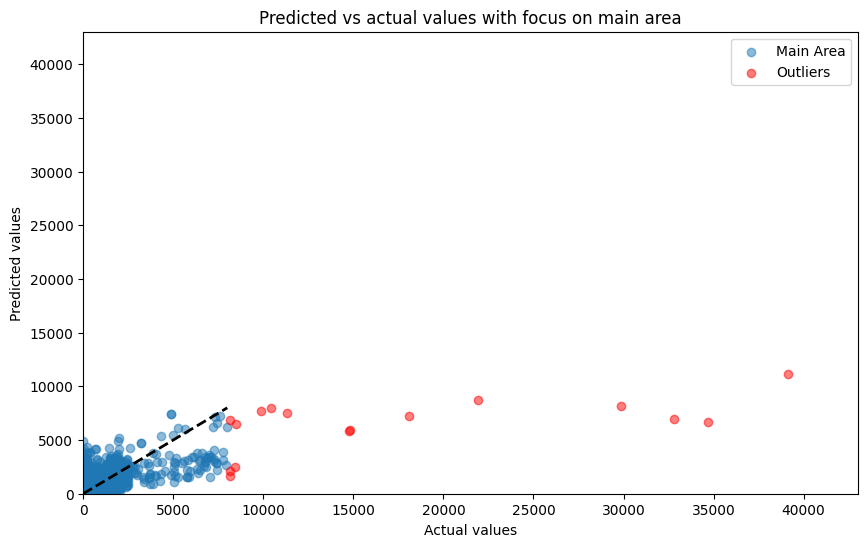 Predicted vs actual values with focus on main area
Main Area
Outliers
Predicted values
40000
35000
30000
25000
20000
15000
10000
5000
0
0 5000 10000 15000 20000 25000 30000 35000 40000
Actual values